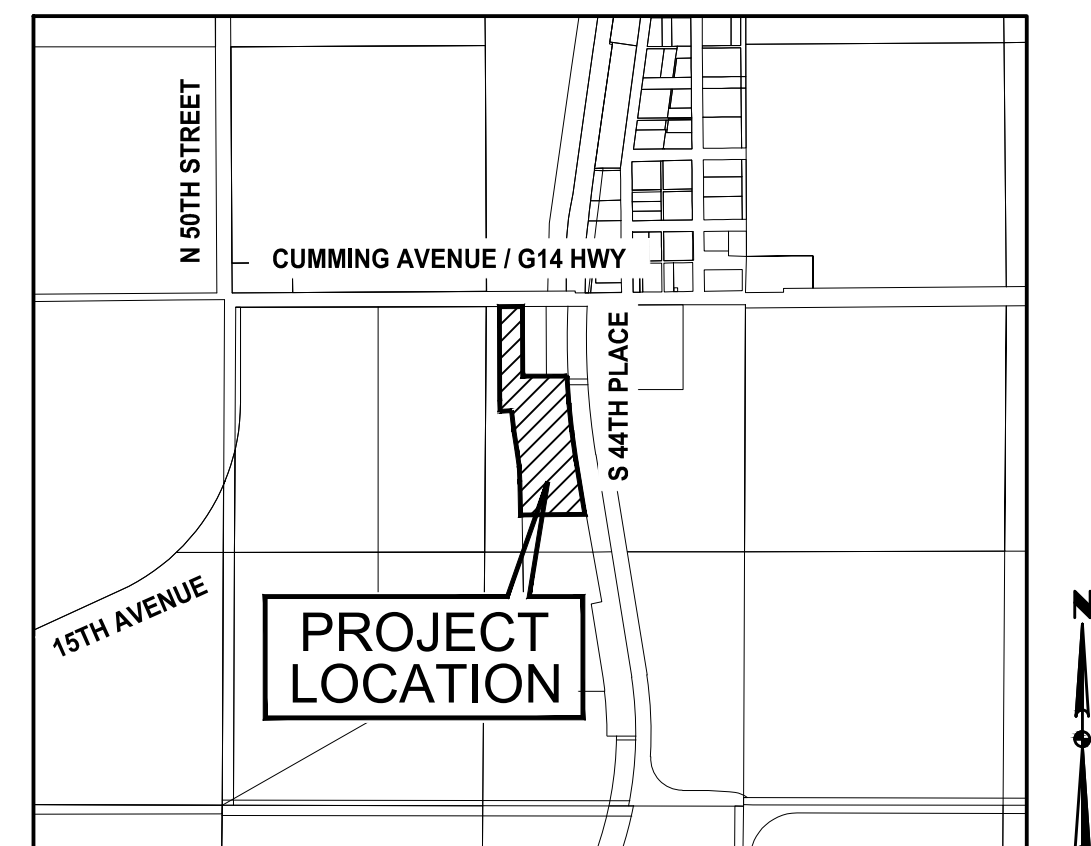 N 50TH STREET
CUMMING AVENUE / G14 HWY
S 44TH PLACE
15TH AVENUE
PROJECT
LOCATION
N